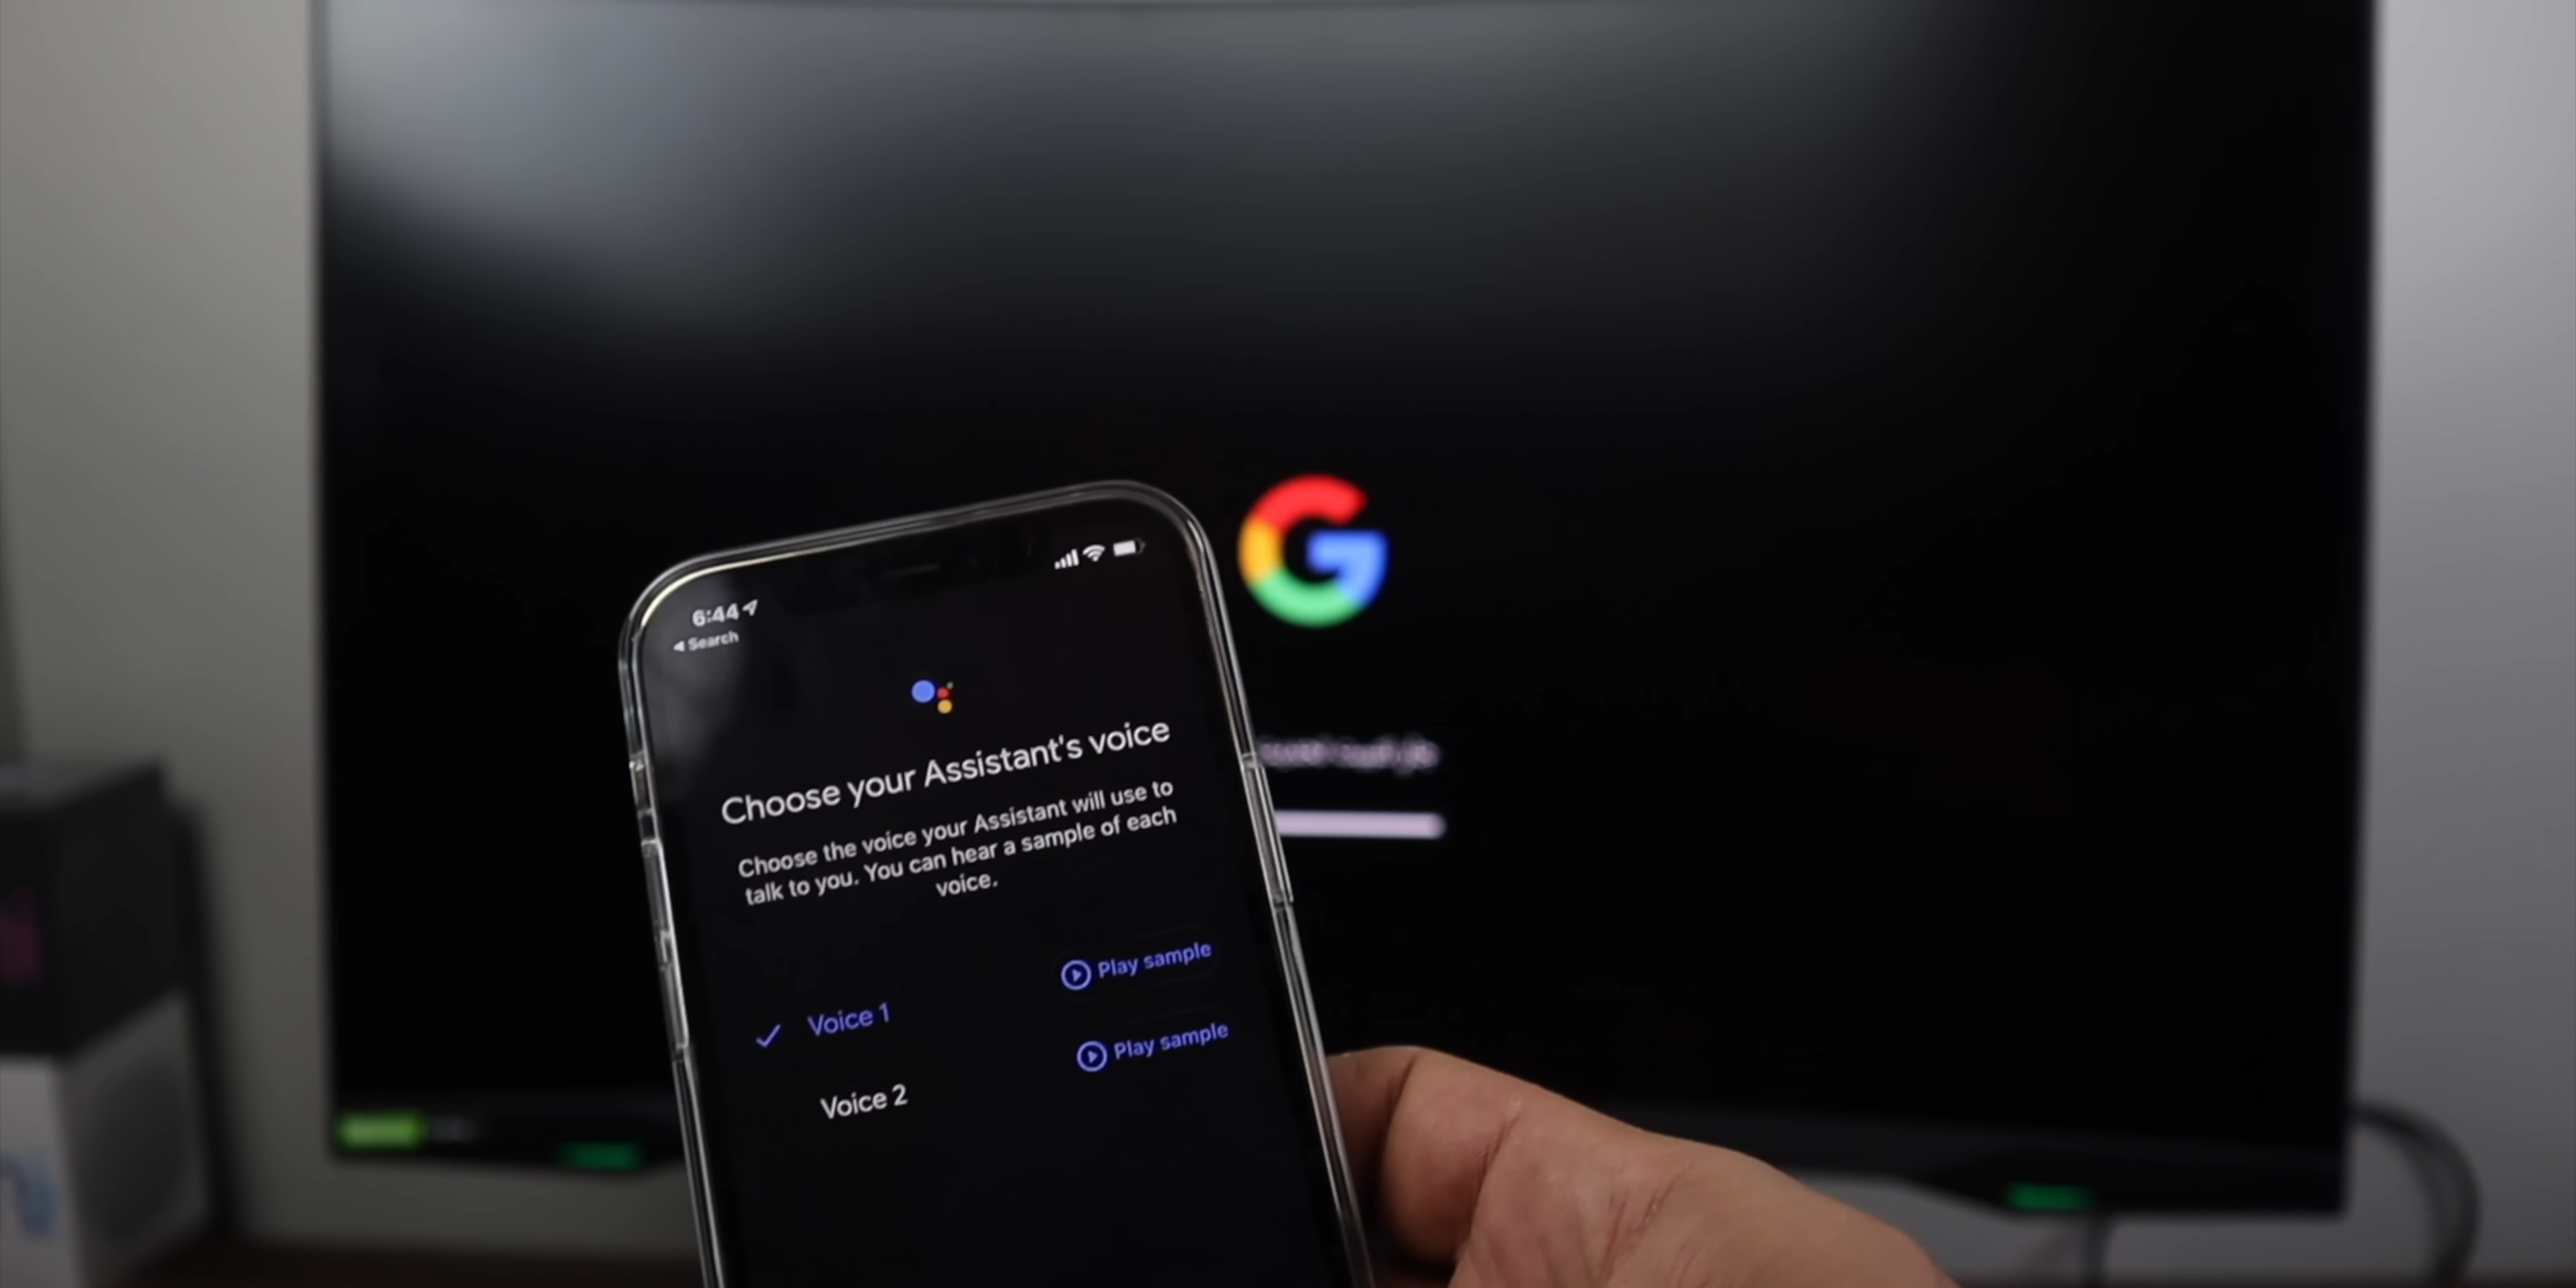 6:44
Search
Choose your Assistant's voice
Choose the voice your Assistant will use to
talk to you. You can hear a sample of each
voice.
Voice 1
Play sample
Voice 2
Play sample
G